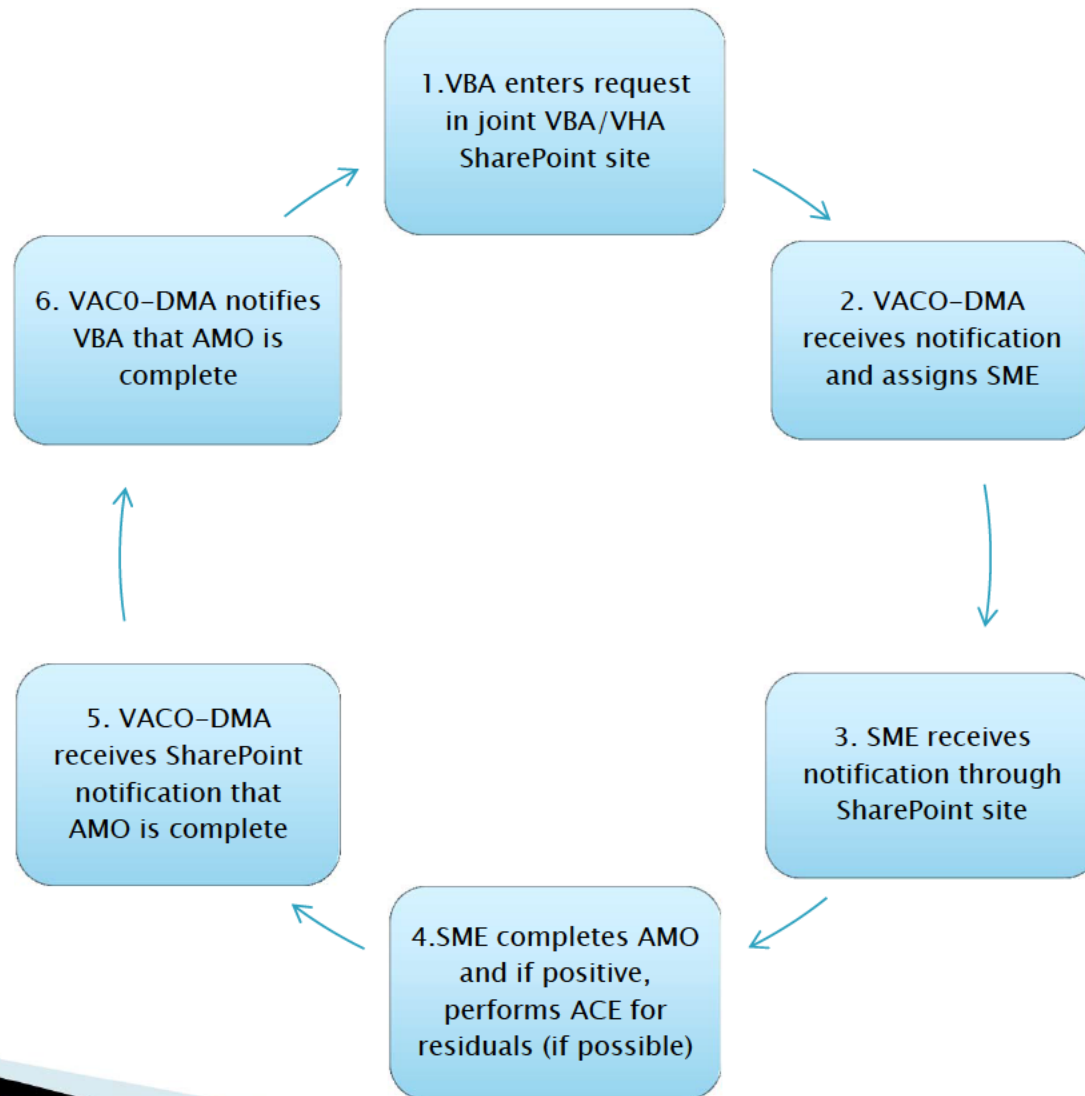 1.VBA enters request
in joint VBA/VHA
SharePoint site
2. VACO-DMA
receives notification
and assigns SME
3. SME receives
notification through
SharePoint site
4.SME completes AMO
and if positive,
performs ACE for
residuals (if possible)
5. VACO-DMA
receives SharePoint
notification that
AMO is complete
6. VAC0-DMA notifies
VBA that AMO is
complete